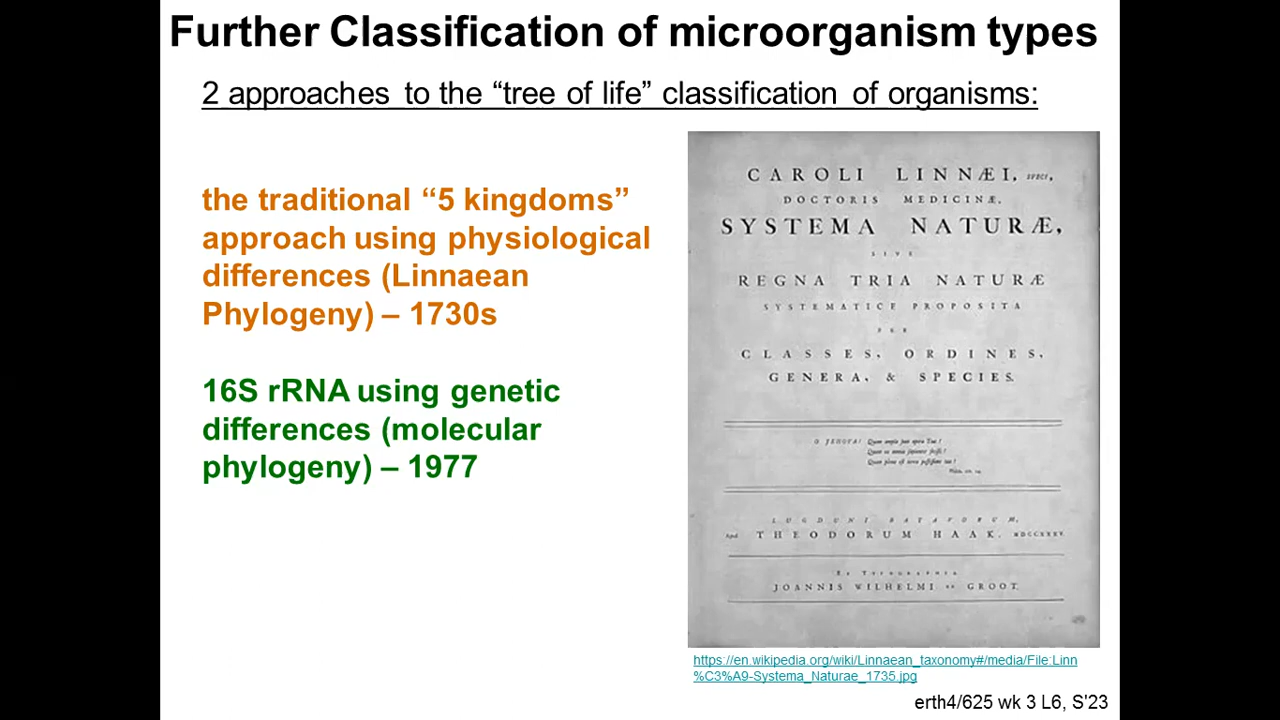 Further Classification of microorganism types
2 approaches to the “tree of life” classification of organisms:
the traditional “5 kingdoms”
approach using physiological
differences (Linnaean
Phylogeny) – 1730s
16S rRNA using genetic
differences (molecular
phylogeny) – 1977
CAROLI LINNÆI,
DOCTORIS MEDICINÆ,
SYSTEMA NATURÆ,
SIVE
REGNA TRIA NATURÆ
SYSTEMATICE PROPOSITA
PER
CLASSES, ORDINES,
GENERA, & SPECIES.
O JEHOVA!
LUGDUNI BATAVORUM,
Apud THEODORUM HAAK, MDCCXXXV.
Ex Typographia
JOANNIS WILHELMI DE GROOT.
https://en.wikipedia.org/wiki/Linnaean_taxonomy#/media/File:Linn
%C3%A9-Systema_Naturae_1735.jpg
erth4/625 wk 3 L6, S'23